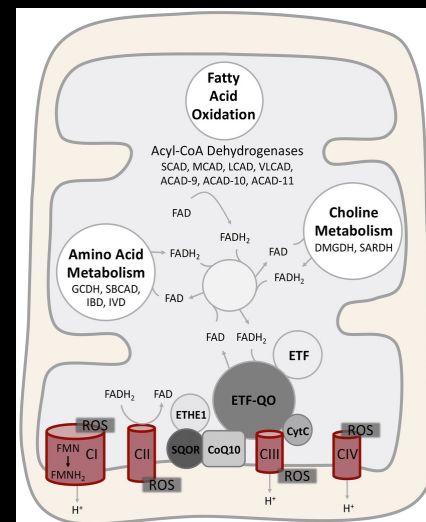 Fatty
Acid
Oxidation
Acyl-CoA Dehydrogenases
SCAD, MCAD, LCAD, VLCAD,
ACAD-9, ACAD-10, ACAD-11
FAD
FADH₂
Choline
Metabolism
DMGDH, SARDH
FAD
FADH₂
Amino Acid
Metabolism
GCDH, SBCAD,
IBD, IVD
FADH₂
FAD
FAD
FADH₂
ETF
ETF-QO
FADH₂
FAD
ETHE1
SQOR
CoQ10
CytC
ROS
FMN
FMNH₂
CI
H⁺
CII
ROS
CIII
ROS
H⁺
ROS
CIV
H⁺